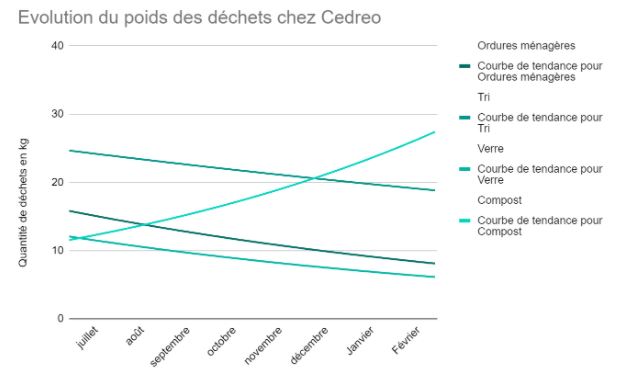 Evolution du poids des déchets chez Cedreo
Quantité de déchets en kg
40
30
20
10
0
juillet
août
septembre
octobre
novembre
décembre
Janvier
Février
Ordures ménagères
Courbe de tendance pour
Ordures ménagères
Tri
Courbe de tendance pour
Tri
Verre
Courbe de tendance pour
Verre
Compost
Courbe de tendance pour
Compost